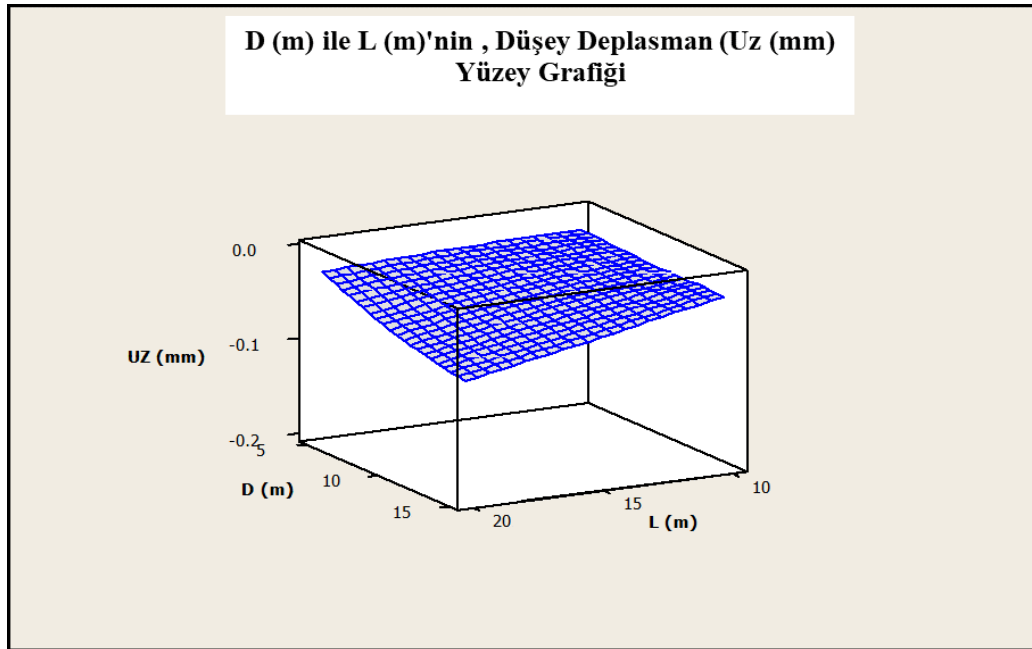 D (m) ile L (m)'nin , Düşey Deplasman (Uz (mm)
Yüzey Grafiği
0.0
-0.1
UZ (mm)
-0.2
5
10
D (m)
15
20
15
L (m)
10